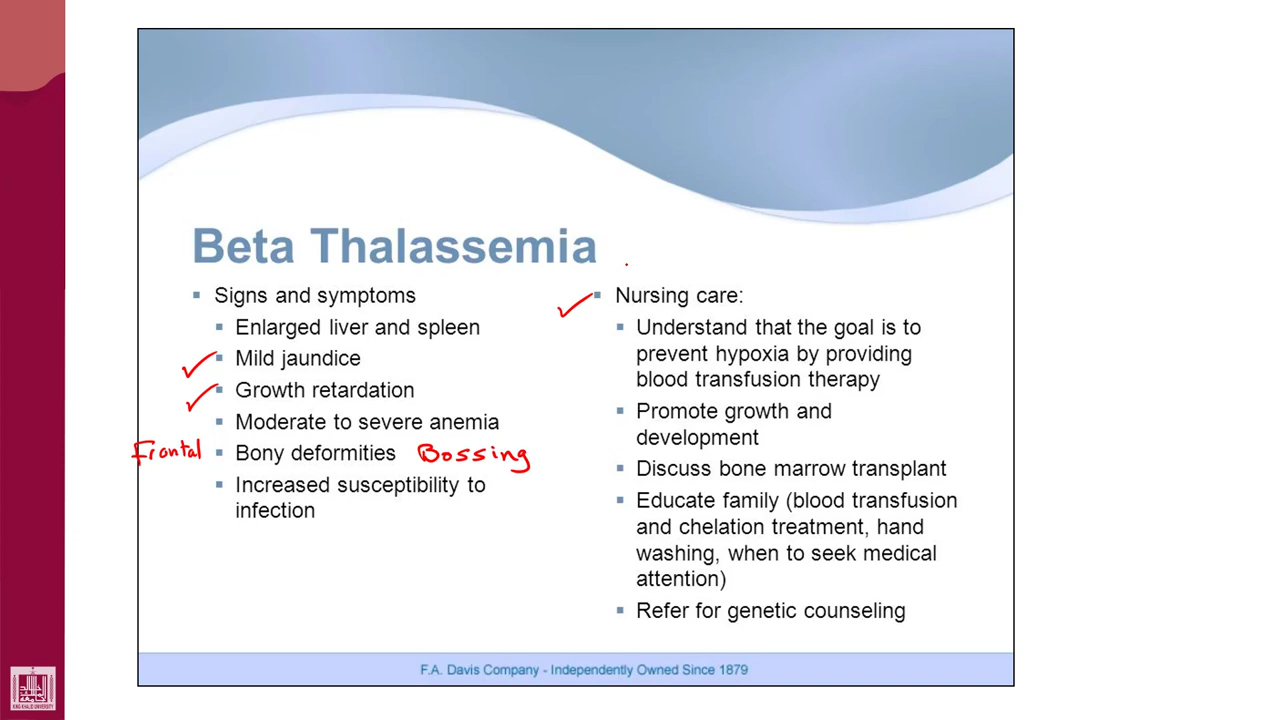 Beta Thalassemia
Signs and symptoms
Enlarged liver and spleen
Mild jaundice
Growth retardation
Moderate to severe anemia
Frontal
Bony deformities
Bossing
Increased susceptibility to
infection
Nursing care:
Understand that the goal is to
prevent hypoxia by providing
blood transfusion therapy
Promote growth and
development
Discuss bone marrow transplant
Educate family (blood transfusion
and chelation treatment, hand
washing, when to seek medical
attention)
Refer for genetic counseling
F.A. Davis Company - Independently Owned Since 1879
KING KHALID UNIVERSITY